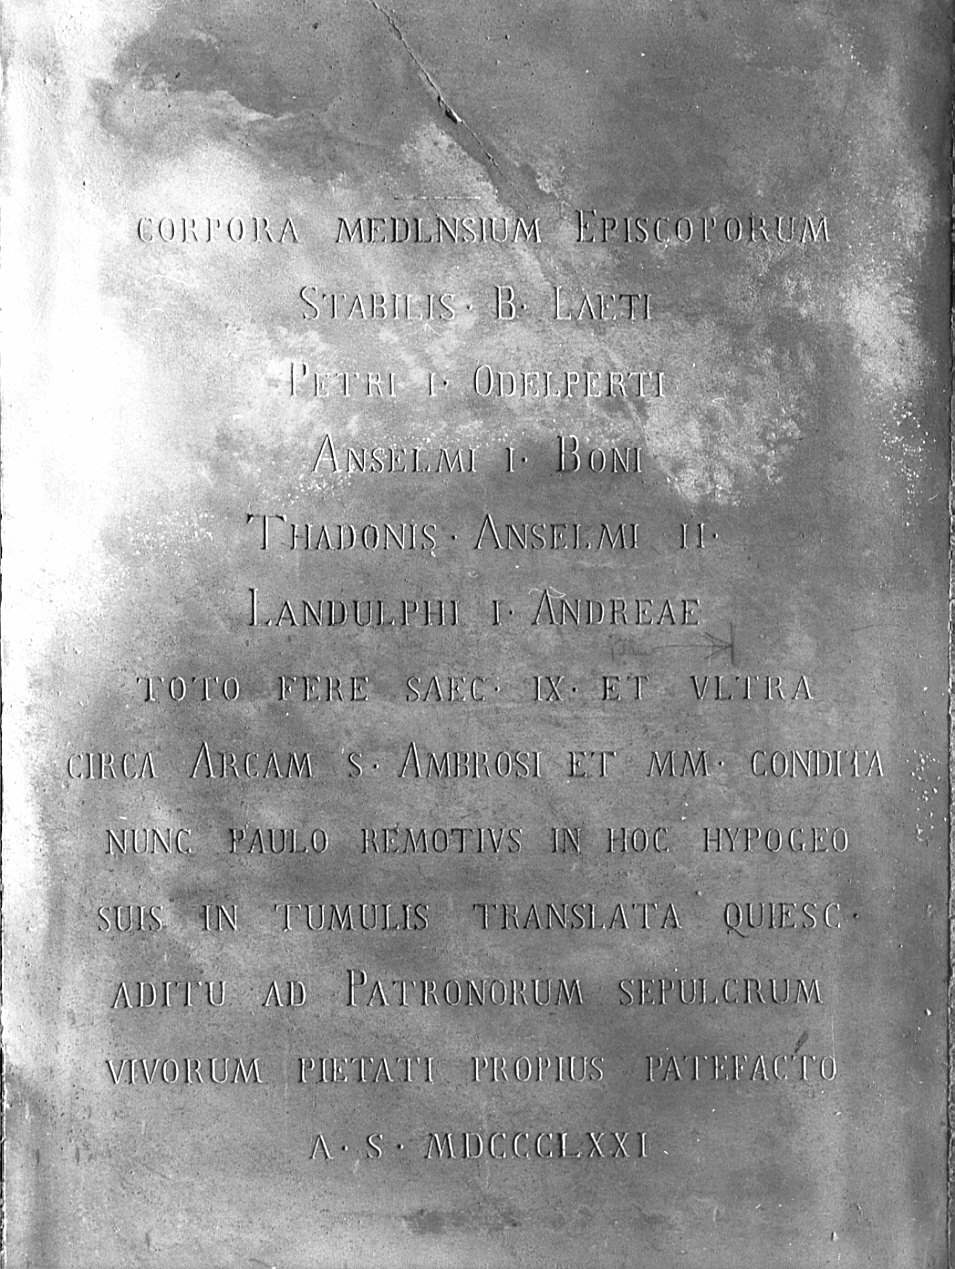 CORPORA MEDLNSIUM EPISCOPORUM
STABILIS · B · LAETI
PETRI I · ODELPERTI
ANSELMI I · BONI
THADONIS · ANSELMI II ·
LANDULPHI I · ANDREAE
TOTO FERE SAEC · IX · ET VLTRA
CIRCA ARCAM S · AMBROSI ET MM · CONDITA
NUNC PAULO REMOTIVS IN HOC HYPOGEO
SUIS IN TUMULIS TRANSLATA QUIESC ·
ADITU AD PATRONORUM SEPULCRUM
VIVORUM PIETATI PROPIUS PATEFACTO
A · S · MDCCCLXXI